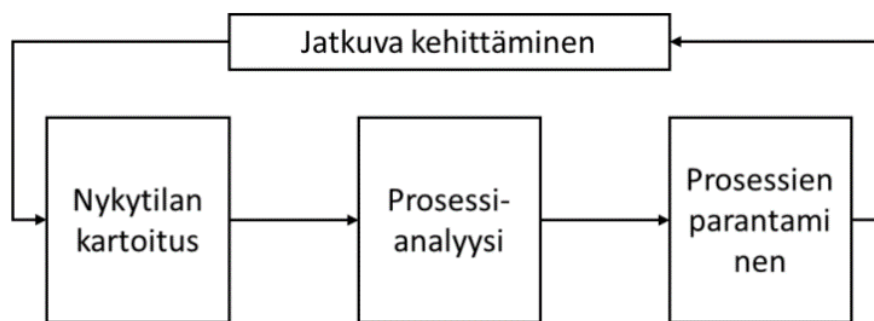 Jatkuva kehittäminen
Nykytilan
kartoitus
Prosessi-
analyysi
Prosessien
parantami
nen